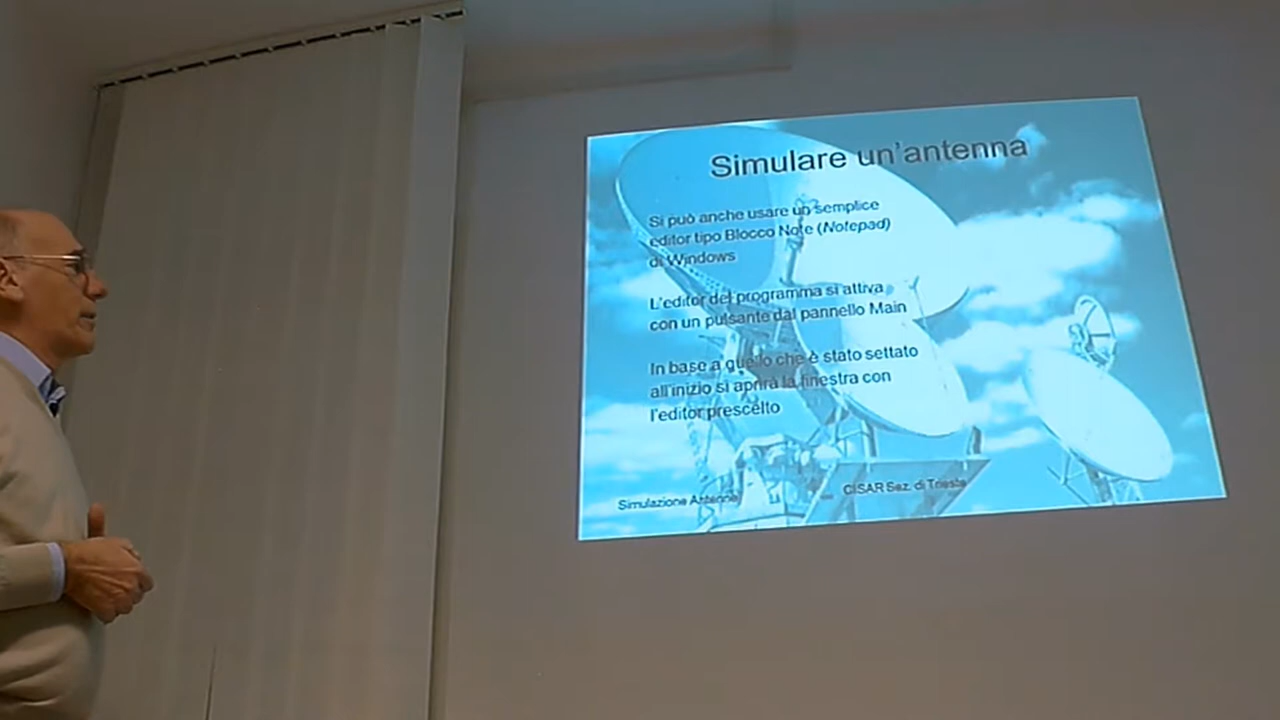 Simulare un'antenna
Si può anche usare un semplice
editor tipo Blocco Note (Notepad)
di Windows
L'editor del programma si attiva
con un pulsante dal pannello Main
In base a quello che è stato settato
all'inizio si aprirà la finestra con
l'editor prescelto
Simulazione Antenne
CISAR Sez. di Trieste